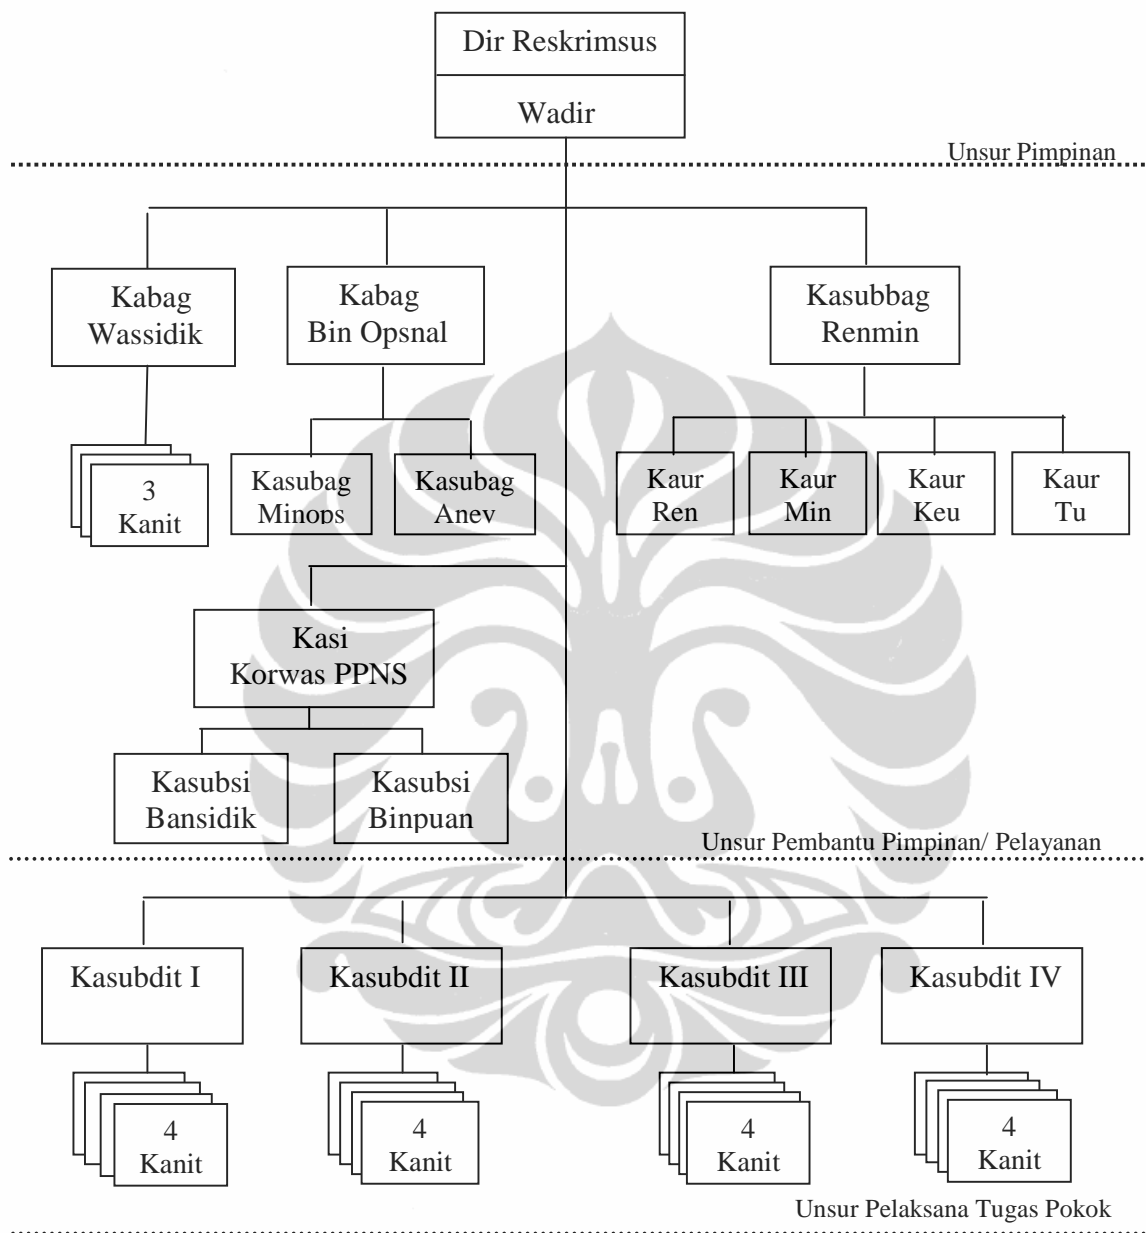 Dir Reskrimsus
Wadir
Unsur Pimpinan
Kabag
Wassidik
Kabag
Bin Opsnal
Kasubbag
Renmin
3
Kanit
Kasubag
Minops
Kasubag
Anev
Kaur
Ren
Kaur
Min
Kaur
Keu
Kaur
Tu
Kasi
Korwas PPNS
Kasubsi
Bansidik
Kasubsi
Binpuan
Unsur Pembantu Pimpinan/ Pelayanan
Kasubdit I
Kasubdit II
Kasubdit III
Kasubdit IV
4
Kanit
4
Kanit
4
Kanit
4
Kanit
Unsur Pelaksana Tugas Pokok